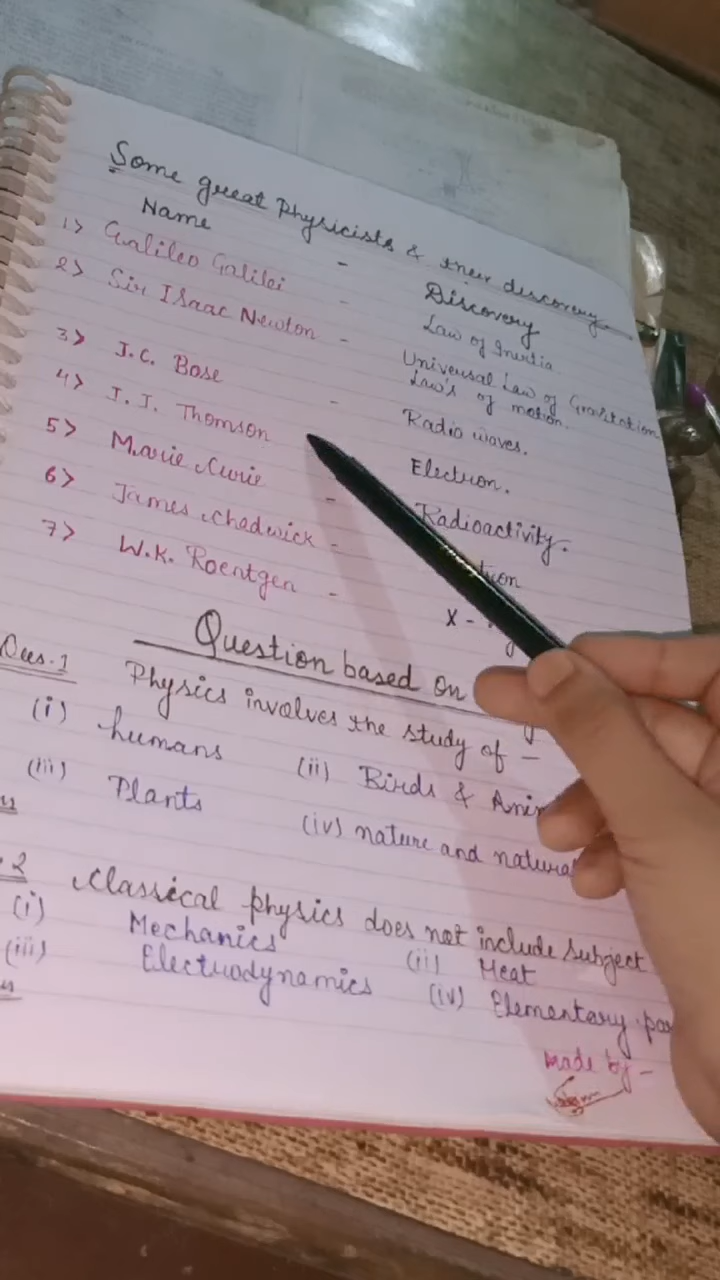 Some great Physicists & their discovery
Name - Discovery
1> Galileo Galilei - Law of Inertia
2> Sir Isaac Newton - Universal Law of Gravitation
Law's of motion.
3> J.C. Bose - Radio waves.
4> J.J. Thomson Electron.
5> Marie Curie - Radioactivity.
6> James Chadwick -
7> W.K. Roentgen - X -
Question based on
Ques.1 Physics involves the study of -
(i) humans (ii) Birds &
(iii) Plants (iv) nature and
2 Classical physics does not include subject
(i) Mechanics (ii) Heat
(iii) Electrodynamics (iv) Elementary
made by -